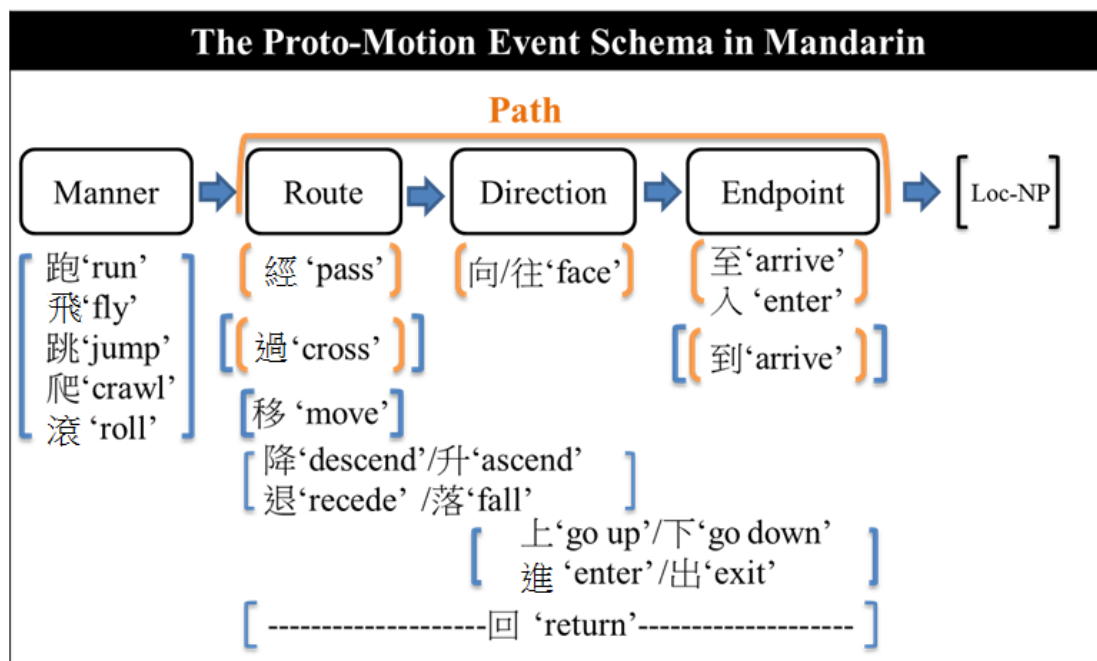 The Proto-Motion Event Schema in Mandarin
Path
Manner Route Direction Endpoint Loc-NP
跑‘run’ 經 ‘pass’ 向/往‘face’ 至‘arrive’
飛‘fly’ 入 ‘enter’
跳‘jump’ 過‘cross’ 到‘arrive’
爬‘crawl’
滾 ‘roll’ 移 ‘move’
降‘descend’/升‘ascend’
退‘recede’ /落‘fall’
上‘go up’/下‘go down’
進 ‘enter’/出‘exit’
-------------------回 ‘return’-------------------